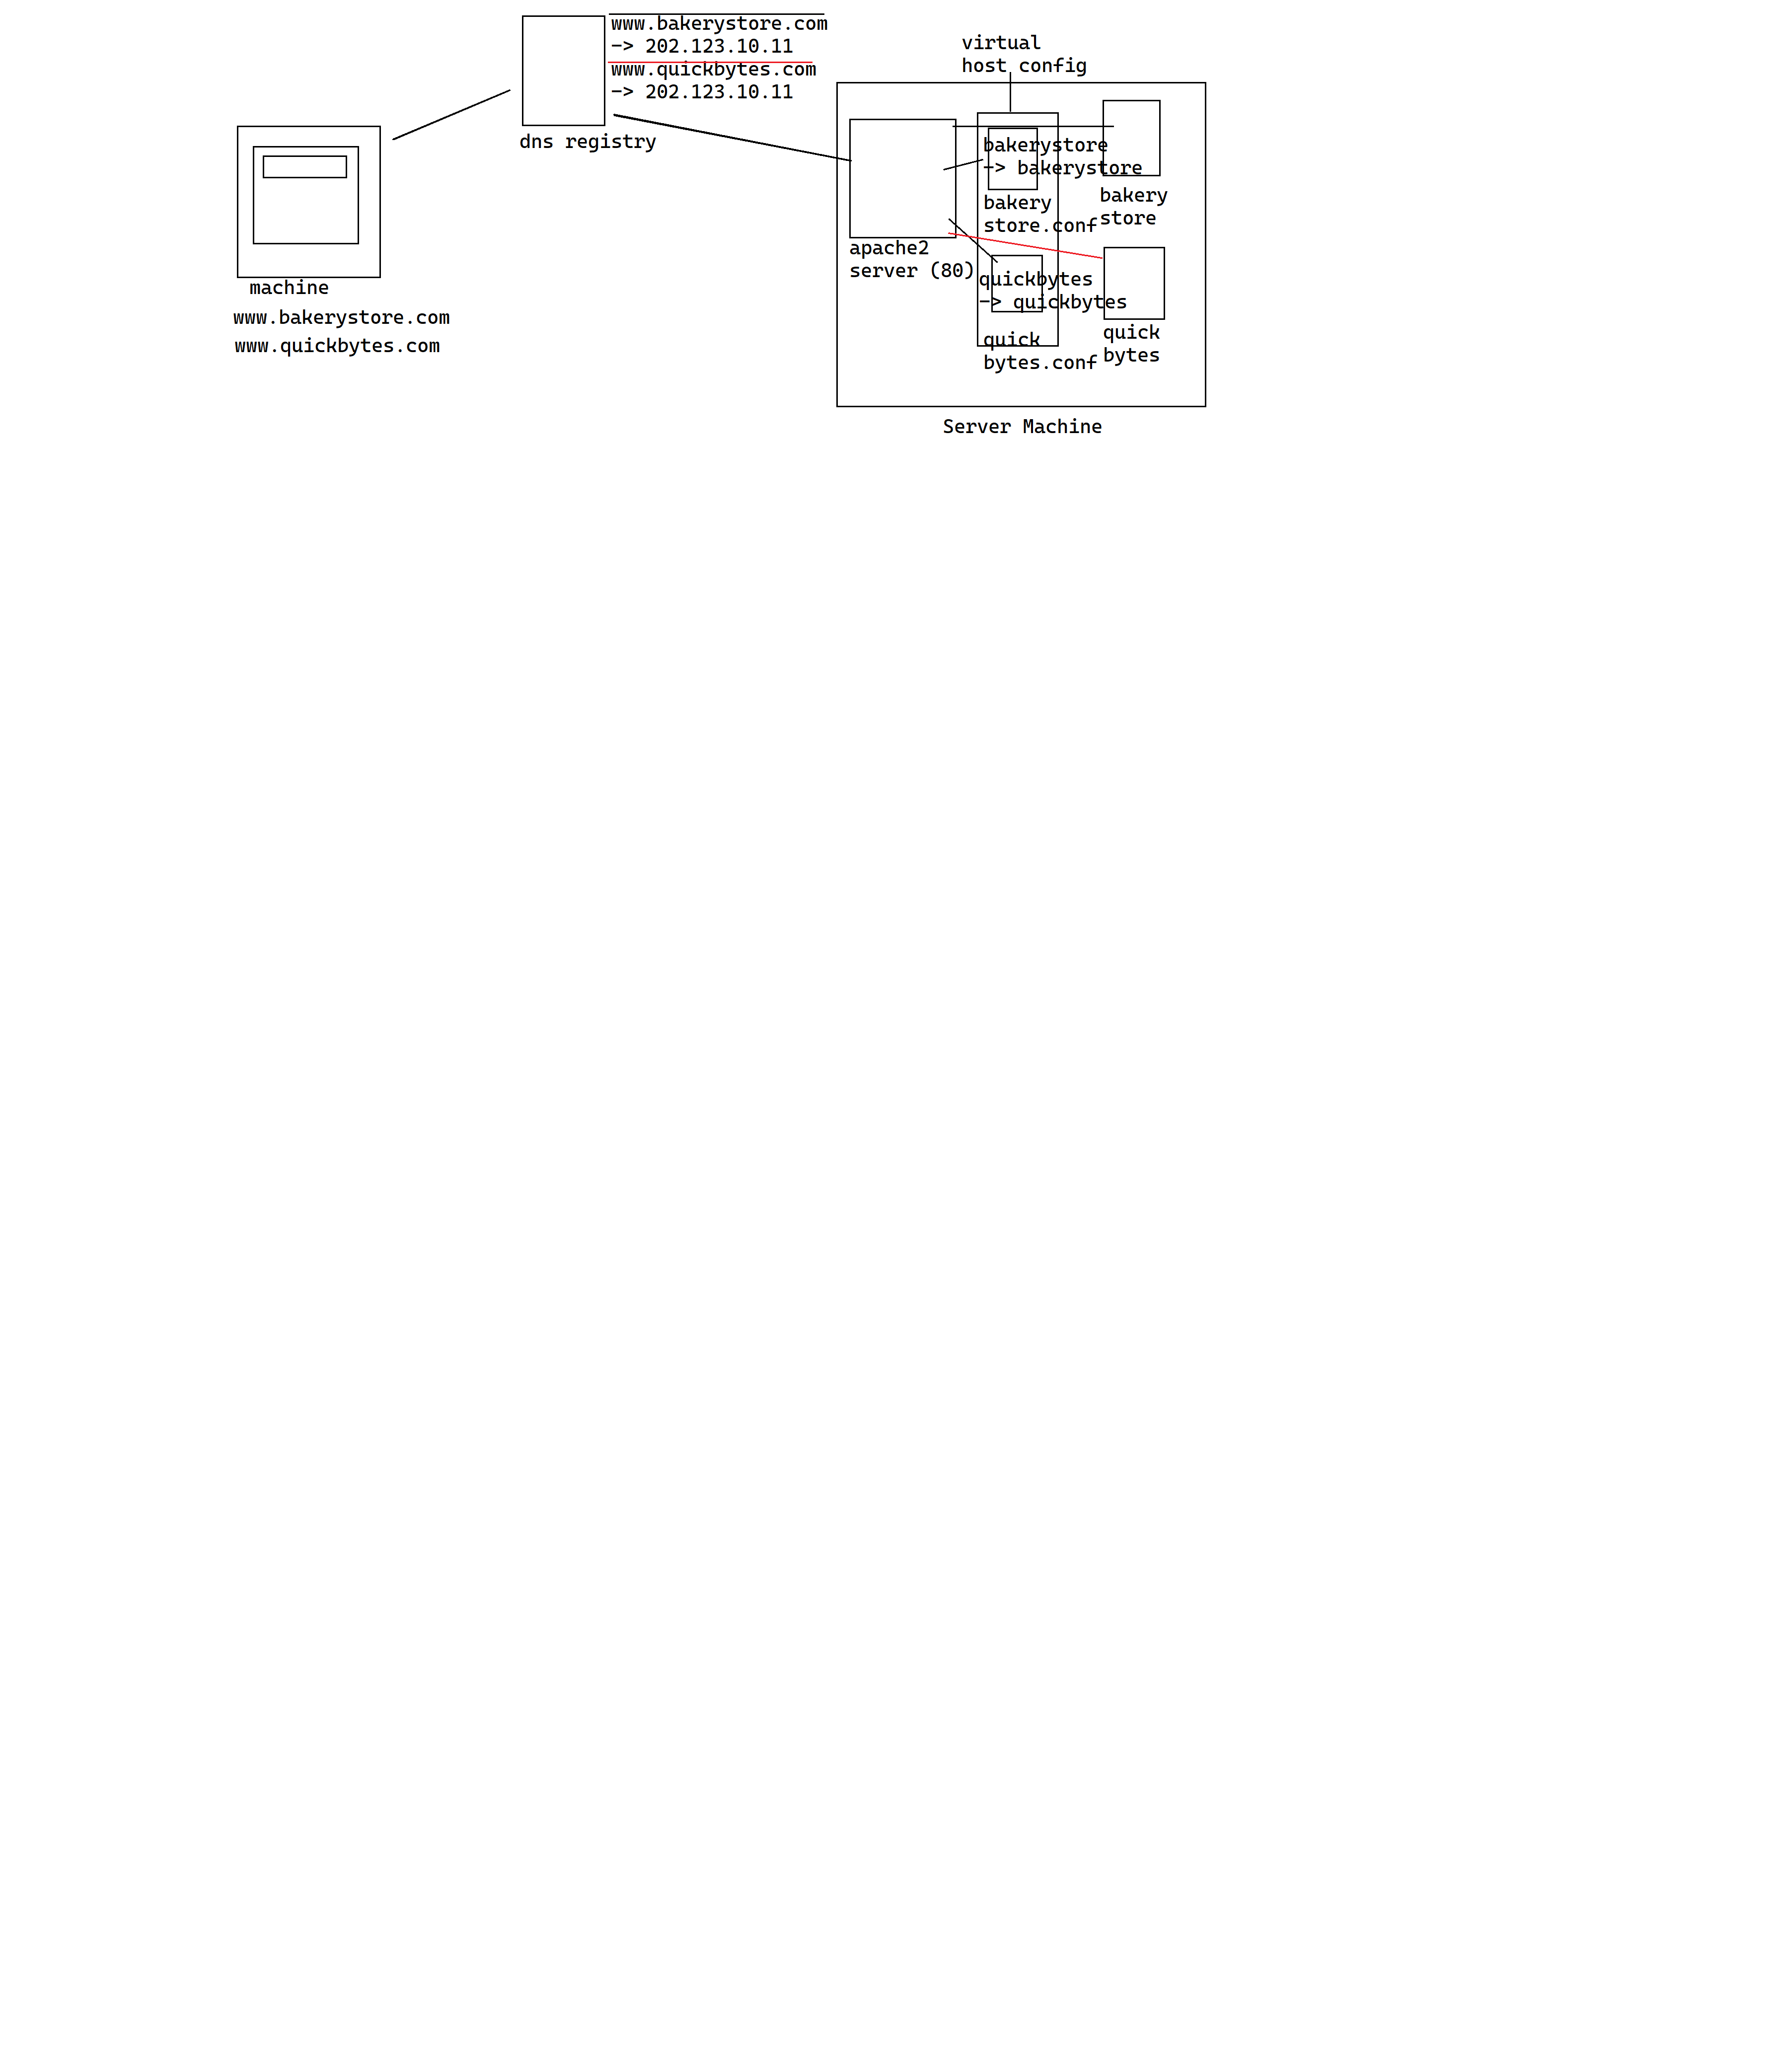 www.bakerystore.com
-> 202.123.10.11
www.quickbytes.com
-> 202.123.10.11
dns registry
machine
www.bakerystore.com
www.quickbytes.com
virtual
host config
apache2
server (80)
bakerystore
-> bakerystore
bakery
store.conf
quickbytes
-> quickbytes
quick
bytes.conf
bakery
store
quick
bytes
Server Machine